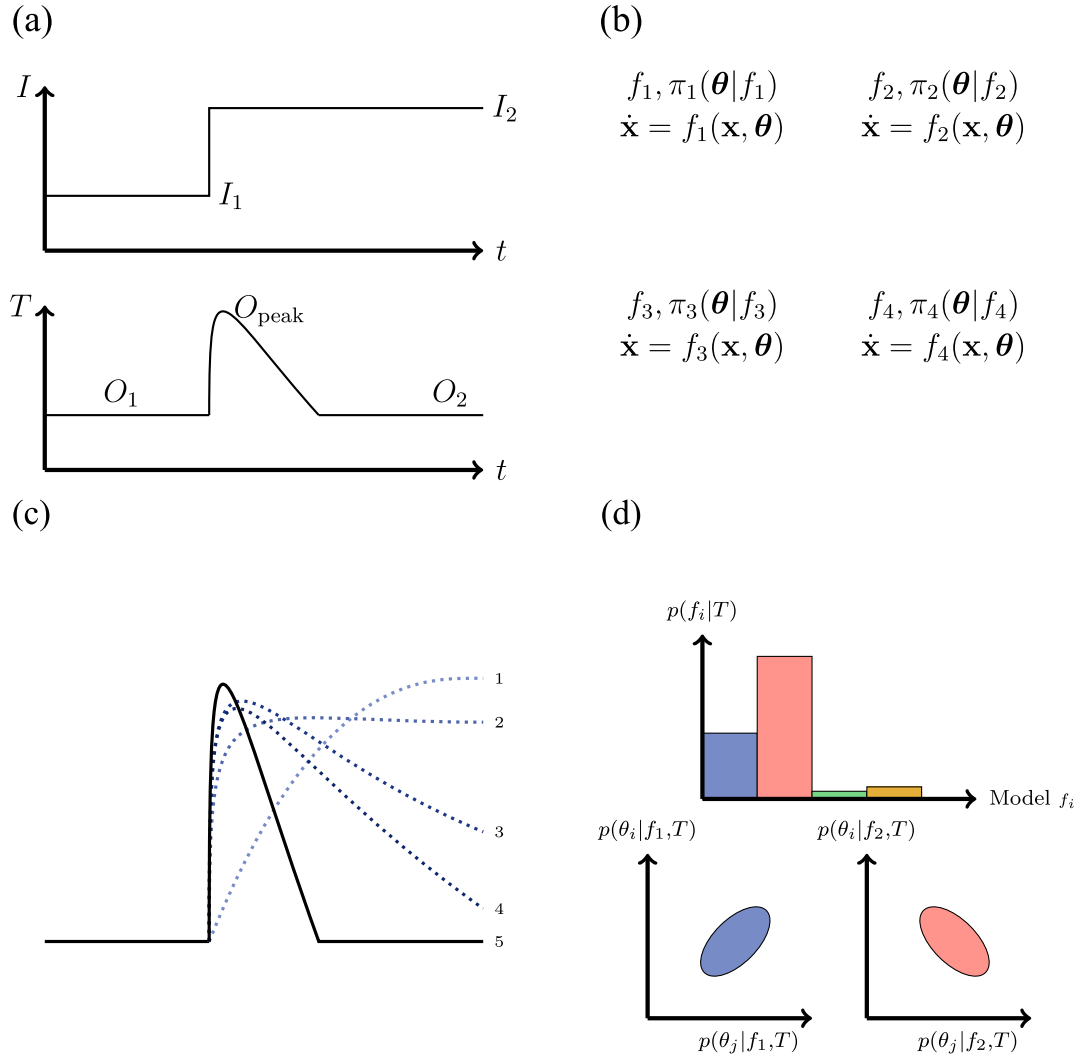 (a)
I
I₂
I₁
t
T
O_peak
O₁
O₂
t
(b)
f₁, π₁(𝜽|f₁)
ẋ = f₁(x, 𝜽)
f₂, π₂(𝜽|f₂)
ẋ = f₂(x, 𝜽)
f₃, π₃(𝜽|f₃)
ẋ = f₃(x, 𝜽)
f₄, π₄(𝜽|f₄)
ẋ = f₄(x, 𝜽)
(c)
1
2
3
4
5
(d)
p(fᵢ|T)
Model fᵢ
p(θᵢ|f₁,T)
p(θⱼ|f₁,T)
p(θᵢ|f₂,T)
p(θⱼ|f₂,T)